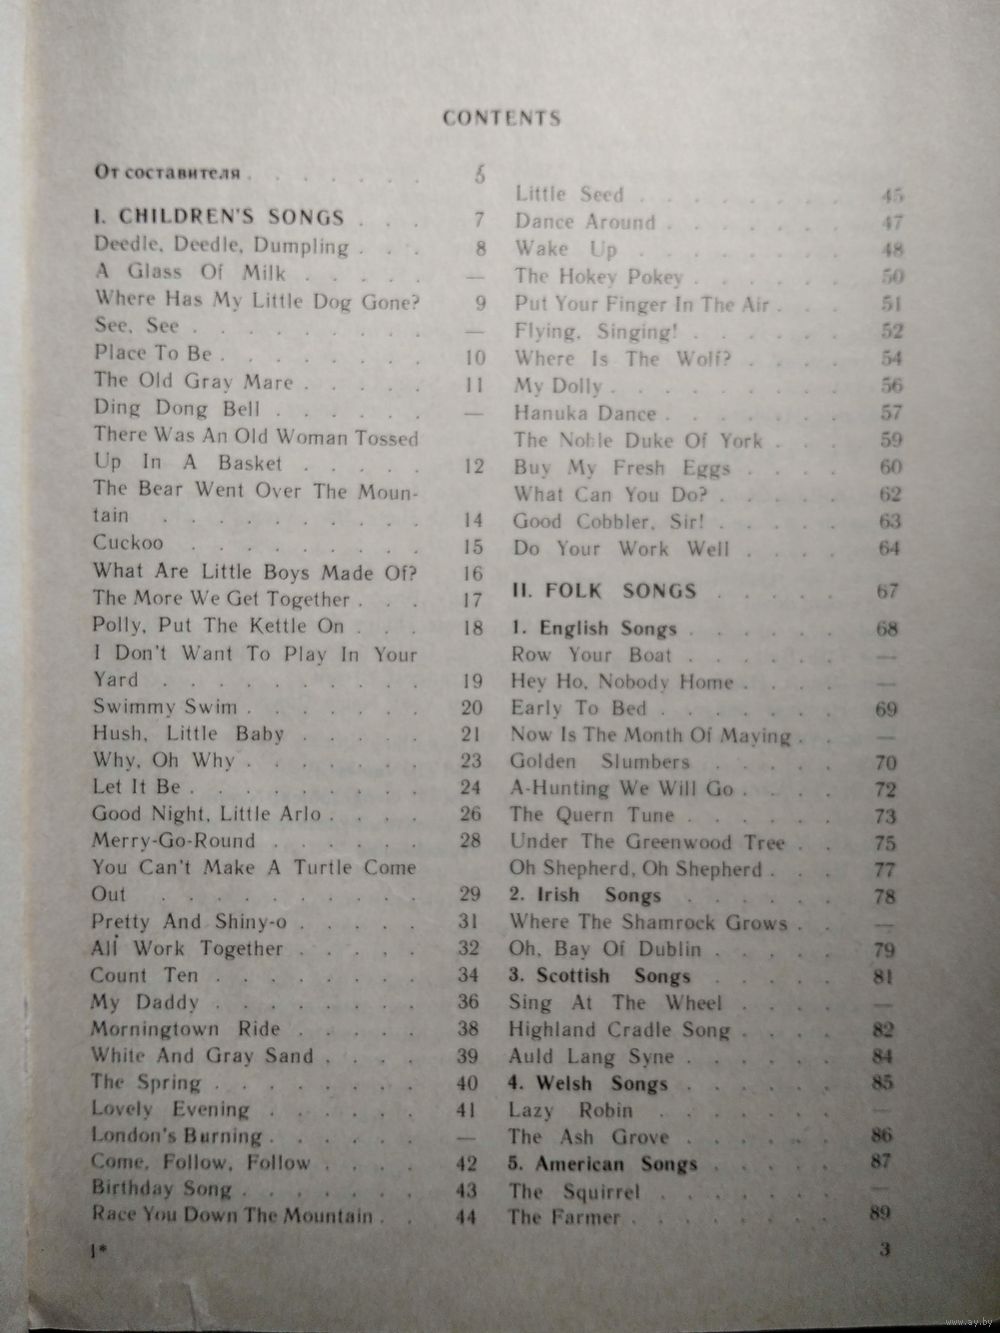 CONTENTS
От составителя . . . . . . . 5
I. CHILDREN'S SONGS . . . 7
Deedle, Deedle, Dumpling . . . 8
A Glass Of Milk . . . . . —
Where Has My Little Dog Gone? 9
See, See . . . . . . . . . —
Place To Be . . . . . . . . 10
The Old Gray Mare . . . . . 11
Ding Dong Bell . . . . . . —
There Was An Old Woman Tossed
Up In A Basket . . . . . 12
The Bear Went Over The Moun-
tain . . . . . . . . . . 14
Cuckoo . . . . . . . . . 15
What Are Little Boys Made Of? 16
The More We Get Together . . . 17
Polly, Put The Kettle On . . . 18
I Don't Want To Play In Your
Yard . . . . . . . . . . 19
Swimmy Swim . . . . . . . 20
Hush, Little Baby . . . . . 21
Why, Oh Why . . . . . . . 23
Let It Be . . . . . . . . . 24
Good Night, Little Arlo . . . . 26
Merry-Go-Round . . . . . . 28
You Can't Make A Turtle Come
Out . . . . . . . . . . 29
Pretty And Shiny-o . . . . . 31
All Work Together . . . . . 32
Count Ten . . . . . . . . 34
My Daddy . . . . . . . . 36
Morningtown Ride . . . . . 38
White And Gray Sand . . . . 39
The Spring . . . . . . . . 40
Lovely Evening . . . . . . 41
London's Burning . . . . . . —
Come, Follow, Follow . . . . 42
Birthday Song . . . . . . . 43
Race You Down The Mountain . . 44
1*
Little Seed . . . . . . . . 45
Dance Around . . . . . . . 47
Wake Up . . . . . . . . 48
The Hokey Pokey . . . . . . 50
Put Your Finger In The Air . . . 51
Flying, Singing! . . . . . . 52
Where Is The Wolf? . . . . 54
My Dolly . . . . . . . . . 56
Hanuka Dance . . . . . . . 57
The Noble Duke Of York . . . 59
Buy My Fresh Eggs . . . . 60
What Can You Do? . . . . . 62
Good Cobbler, Sir! . . . . . 63
Do Your Work Well . . . . 64
II. FOLK SONGS . . . . . 67
1. English Songs . . . . . . 68
Row Your Boat . . . . . . —
Hey Ho, Nobody Home . . . . —
Early To Bed . . . . . . . 69
Now Is The Month Of Maying . . —
Golden Slumbers . . . . . 70
A-Hunting We Will Go . . . . 72
The Quern Tune . . . . . . 73
Under The Greenwood Tree . . 75
Oh Shepherd, Oh Shepherd . . . 77
2. Irish Songs . . . . . . 78
Where The Shamrock Grows . . —
Oh, Bay Of Dublin . . . . . 79
3. Scottish Songs . . . . . 81
Sing At The Wheel . . . . —
Highland Cradle Song . . . . 82
Auld Lang Syne . . . . . . 84
4. Welsh Songs . . . . . . 85
Lazy Robin . . . . . . . —
The Ash Grove . . . . . . 86
5. American Songs . . . . . 87
The Squirrel . . . . . . . —
The Farmer . . . . . . . . 89
3
www.ay.by